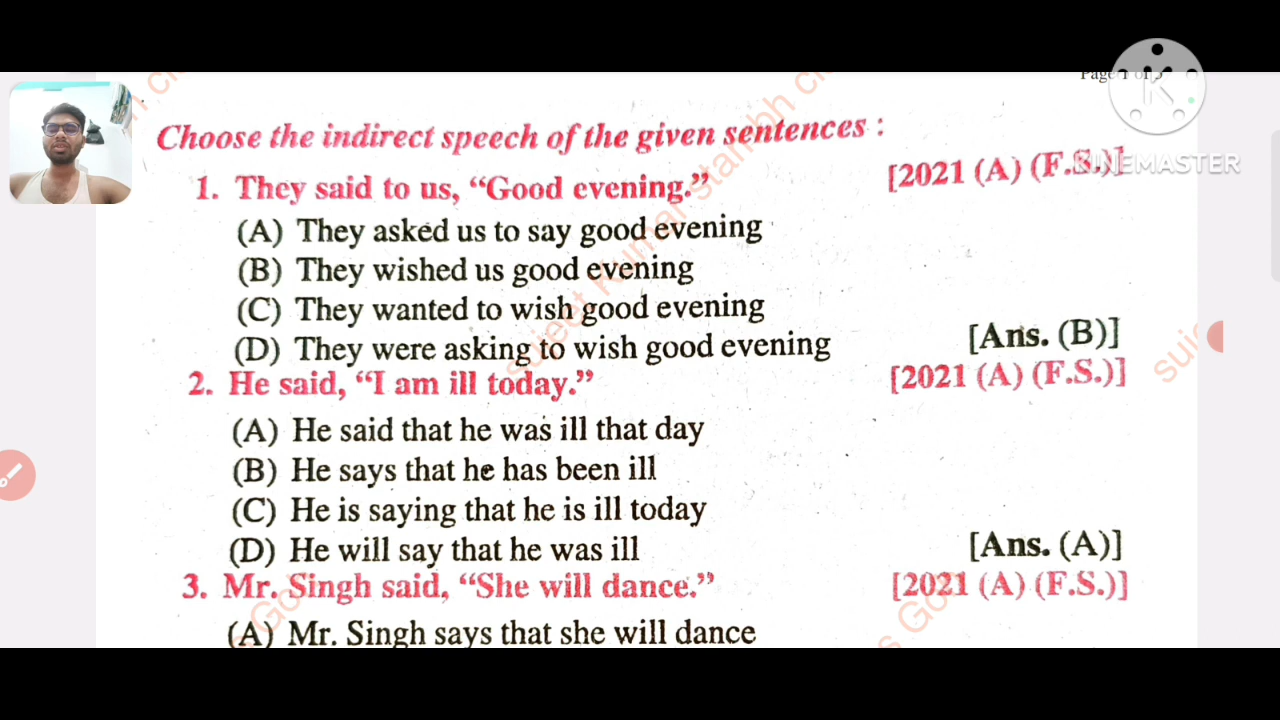 Page 1 of 5
KINEMASTER
Choose the indirect speech of the given sentences :
1. They said to us, “Good evening.” [2021 (A) (F.S.)]
(A) They asked us to say good evening
(B) They wished us good evening
(C) They wanted to wish good evening
(D) They were asking to wish good evening [Ans. (B)]
2. He said, “I am ill today.” [2021 (A) (F.S.)]
(A) He said that he was ill that day
(B) He says that he has been ill
(C) He is saying that he is ill today
(D) He will say that he was ill [Ans. (A)]
3. Mr. Singh said, “She will dance.” [2021 (A) (F.S.)]
(A) Mr. Singh says that she will dance